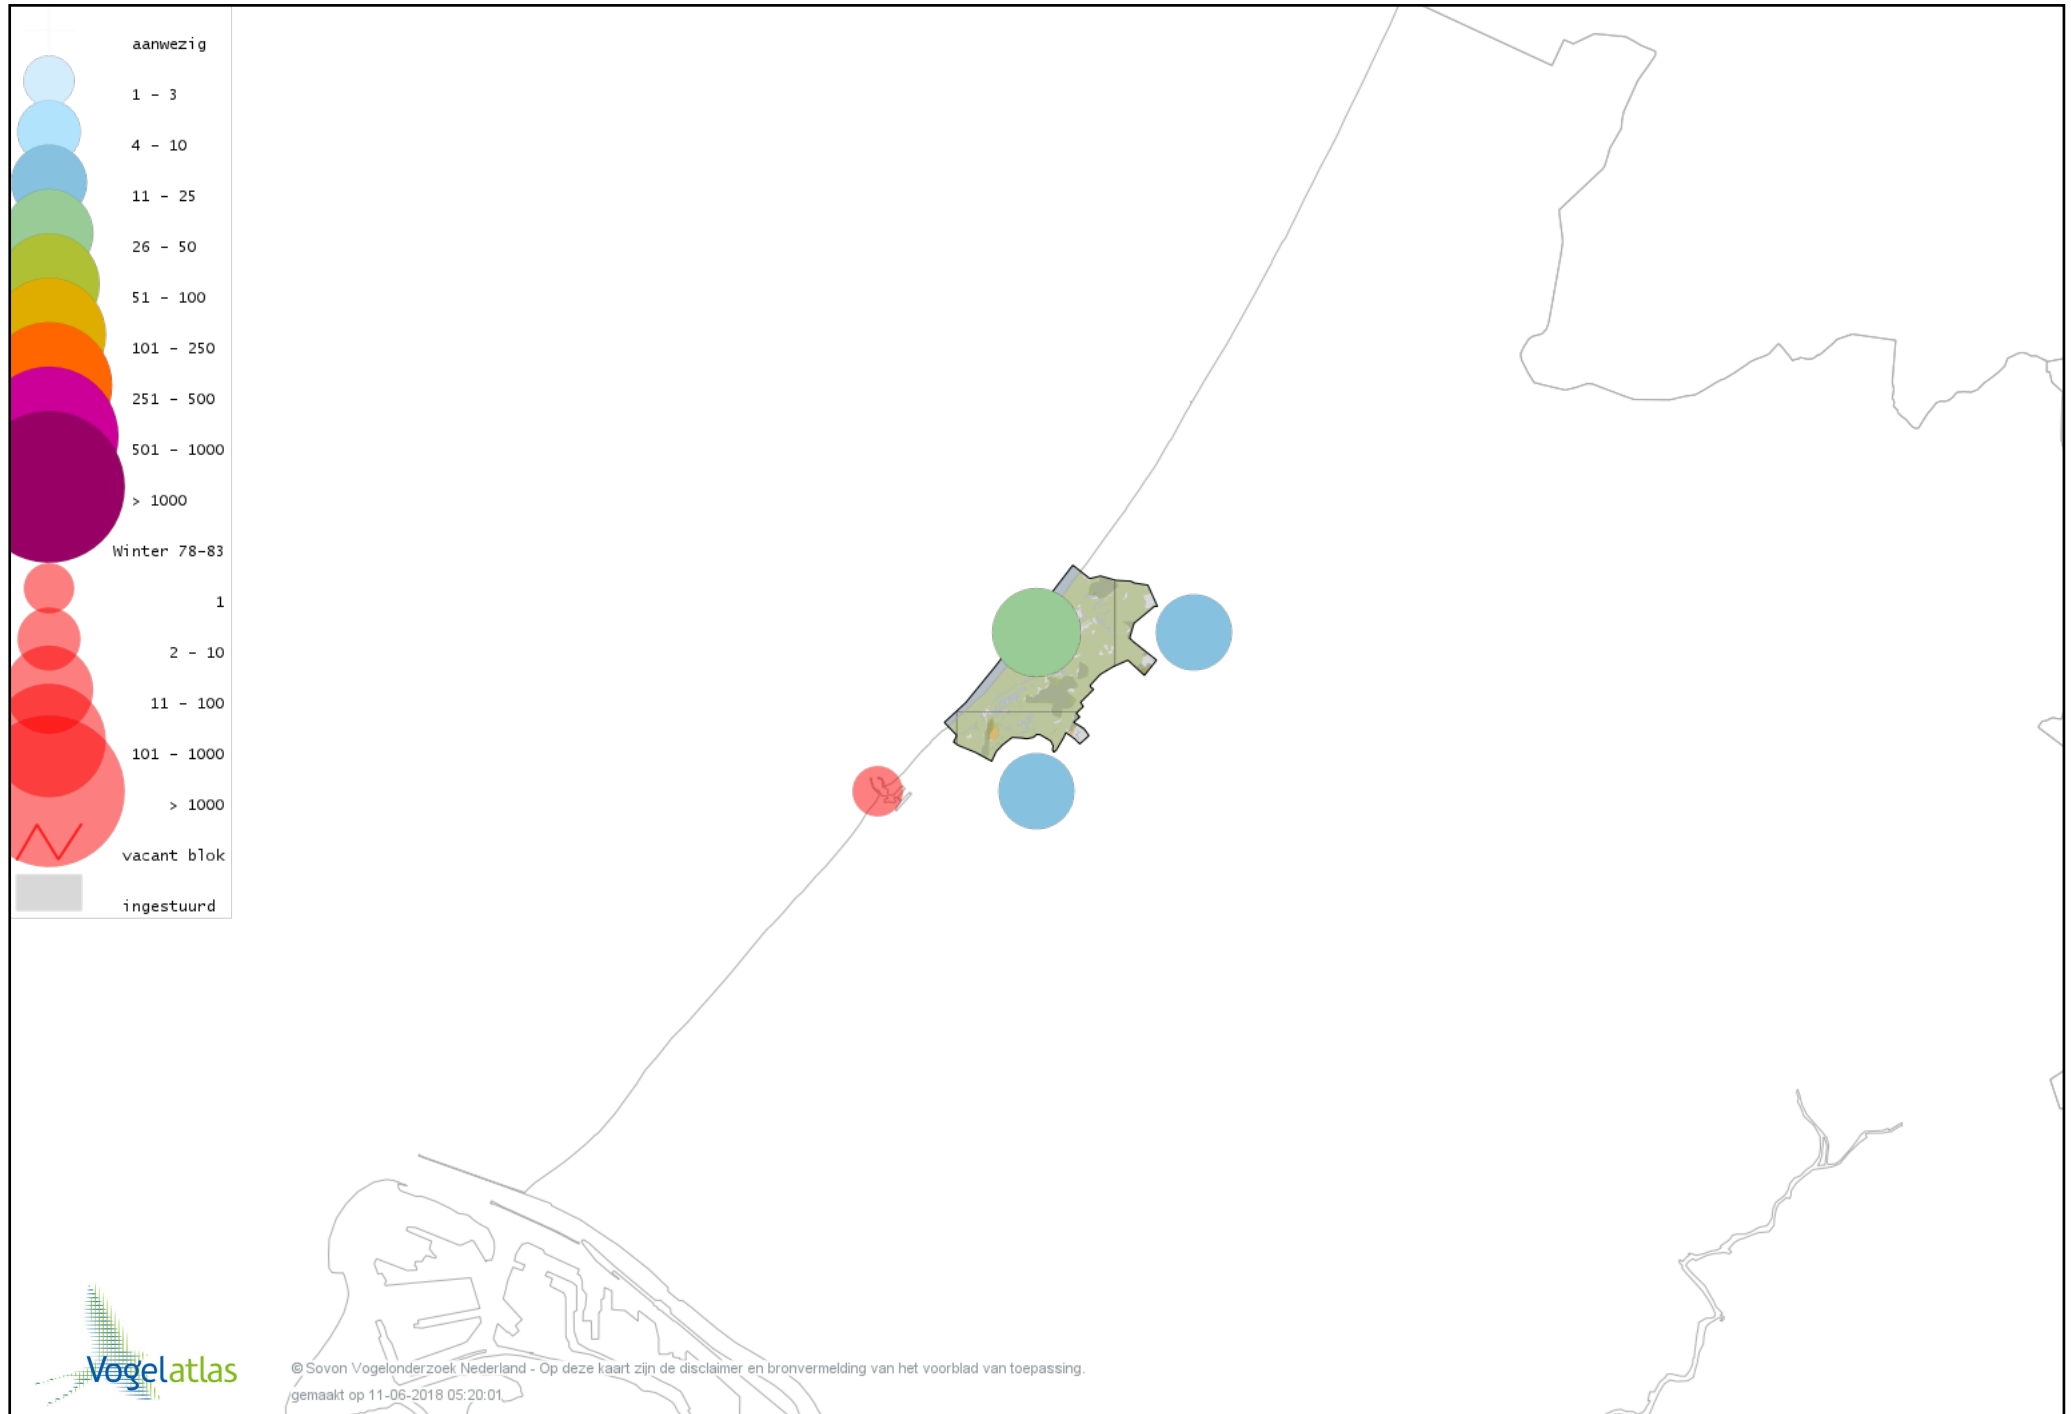 aanwezig
1 - 3
4 - 10
11 - 25
26 - 50
51 - 100
101 - 250
251 - 500
501 - 1000
> 1000
Winter 78-83
1
2 - 10
11 - 100
101 - 1000
> 1000
vacant blok
ingestuurd
Vogelatlas
© Sovon Vogelonderzoek Nederland - Op deze kaart zijn de disclaimer en bronvermelding van het voorblad van toepassing.
gemaakt op 11-06-2018 05:20:01